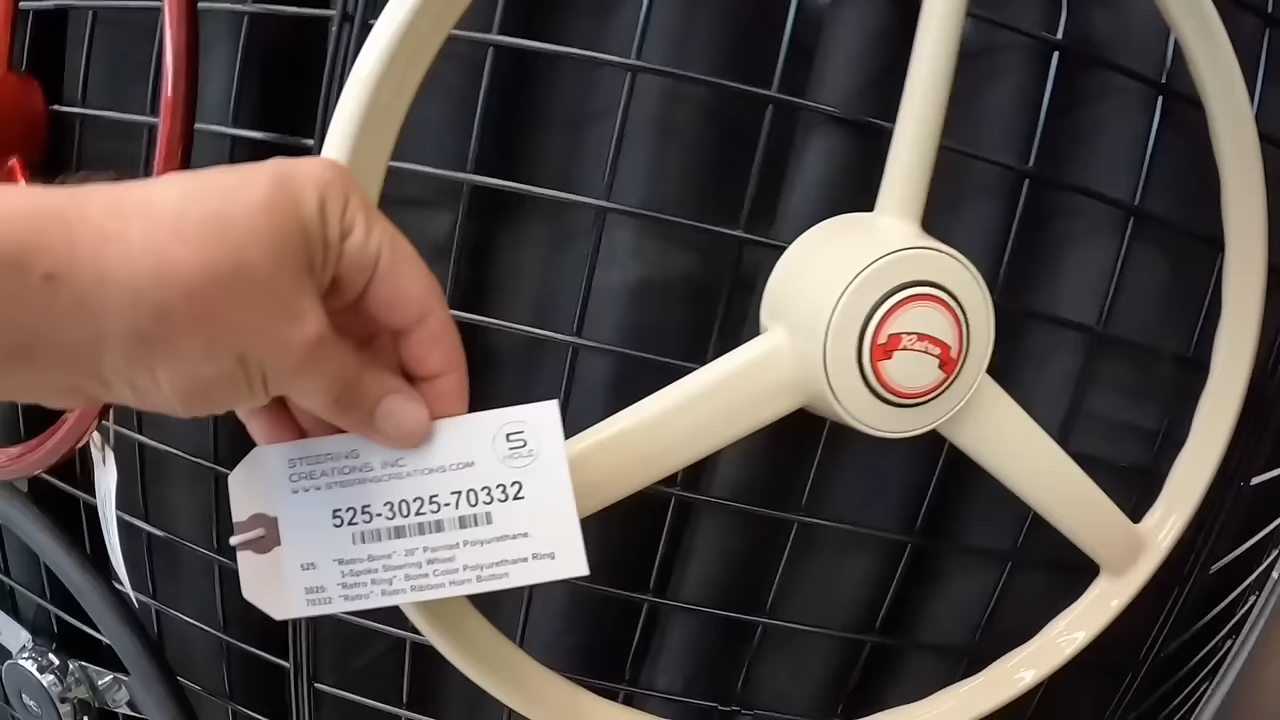 STEERING
CREATIONS, INC.
WWW.STEERINGCREATIONS.COM
5
HOLE
525-3025-70332
525: "Retro-Bone"- 20" Painted Polyurethane
3-Spoke Steering Wheel
3025: "Retro Ring"- Bone Color Polyurethane Ring
70332: "Retro"- Retro Ribbon Horn Button
Retro